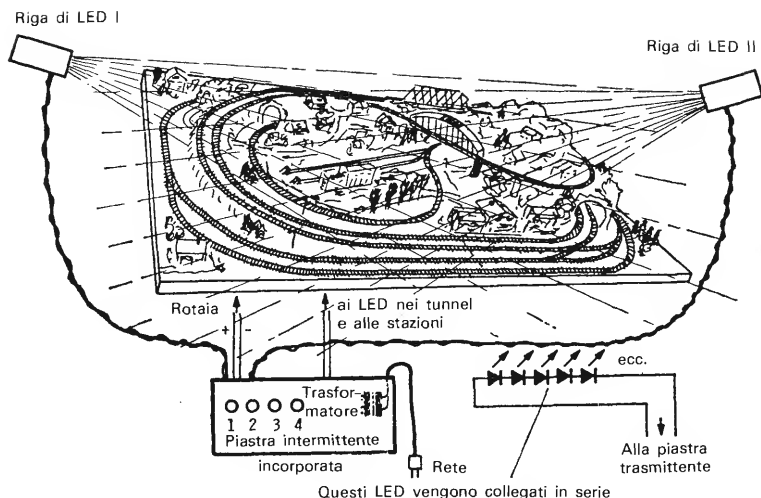 Riga di LED I
Riga di LED II
Rotaia
+ -
ai LED nei tunnel
e alle stazioni
ecc.
Trasfor-
matore
1 2 3 4
Piastra intermittente
incorporata
Rete
Alla piastra
trasmittente
Questi LED vengono collegati in serie